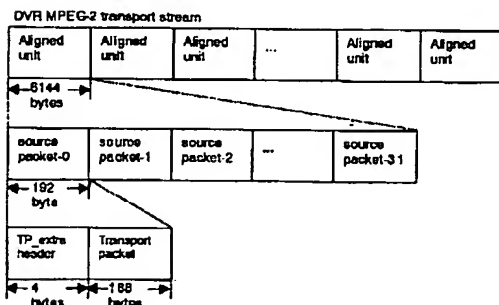 DVR MPEG-2 transport stream
Aligned unit
Aligned unit
Aligned unit
...
Aligned unit
Aligned unit
6144 bytes
source packet-0
source packet-1
source packet-2
...
source packet-31
192 byte
TP_extra header
Transport packet
4 bytes
188 bytes